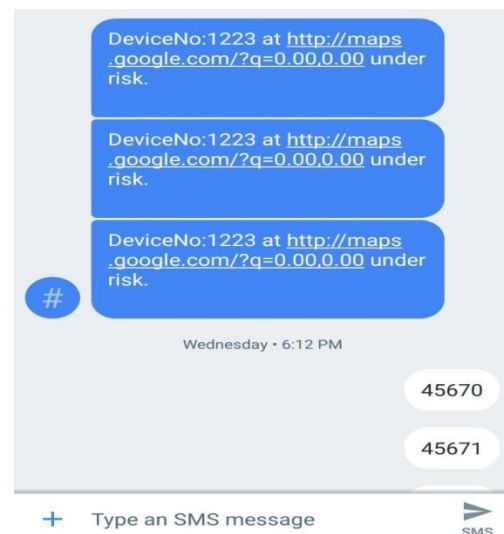 DeviceNo:1223 at http://maps
.google.com/?q=0.00,0.00 under
risk.
DeviceNo:1223 at http://maps
.google.com/?q=0.00,0.00 under
risk.
DeviceNo:1223 at http://maps
.google.com/?q=0.00,0.00 under
risk.
#
Wednesday • 6:12 PM
45670
45671
+ Type an SMS message
SMS